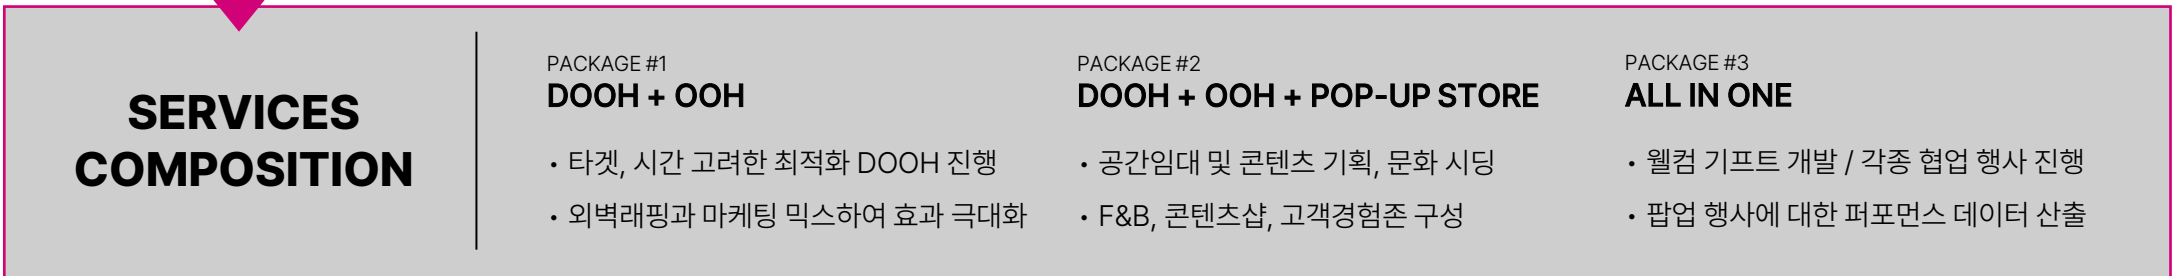 SERVICES
COMPOSITION
PACKAGE #1
DOOH + OOH
• 타겟, 시간 고려한 최적화 DOOH 진행
• 외벽래핑과 마케팅 믹스하여 효과 극대화
PACKAGE #2
DOOH + OOH + POP-UP STORE
• 공간임대 및 콘텐츠 기획, 문화 시딩
• F&B, 콘텐츠샵, 고객경험존 구성
PACKAGE #3
ALL IN ONE
• 웰컴 기프트 개발 / 각종 협업 행사 진행
• 팝업 행사에 대한 퍼포먼스 데이터 산출